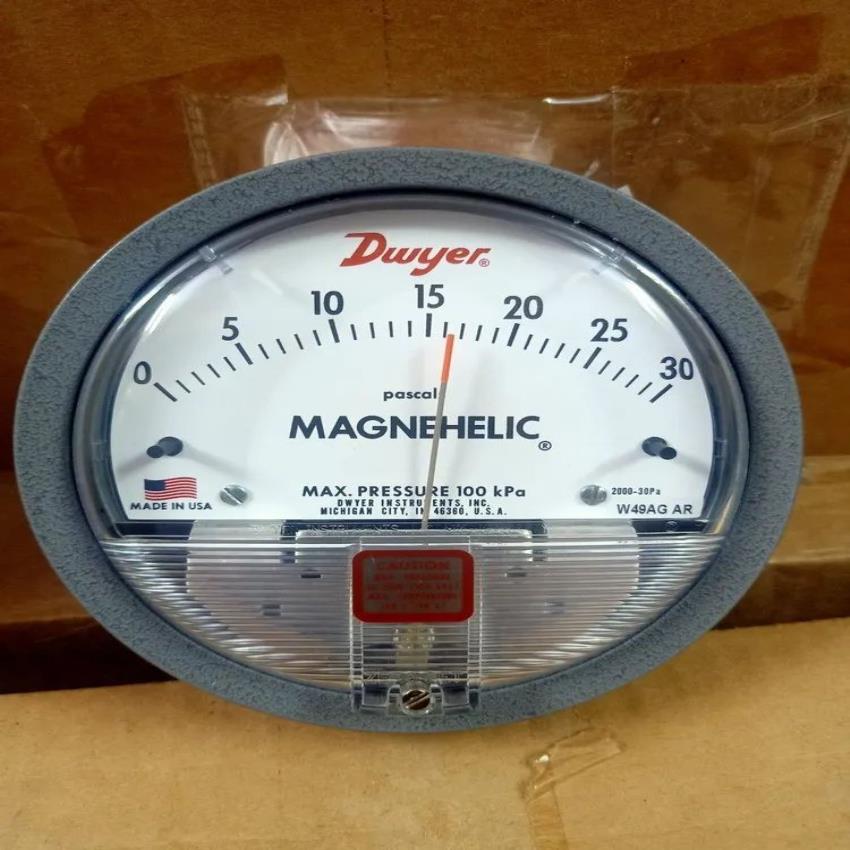 Dwyer®
0 5 10 15 20 25 30
pascal
MAGNEHELIC®
MAX. PRESSURE 100 kPa
DWYER INSTRUMENTS, INC.
MICHIGAN CITY, IN 46360, U.S.A.
MADE IN USA
2000-30Pa
W49AG AR
INSTRUMENTS
CAUTION